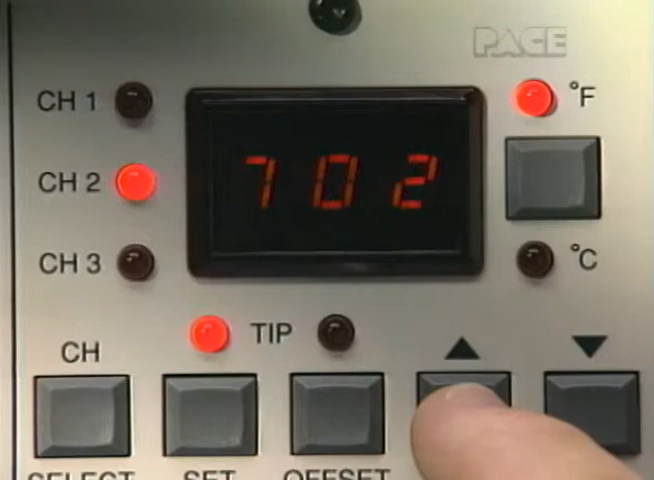 PACE
CH 1
°F
CH 2
702
CH 3
°C
TIP
CH
SELECT
SET
OFFSET